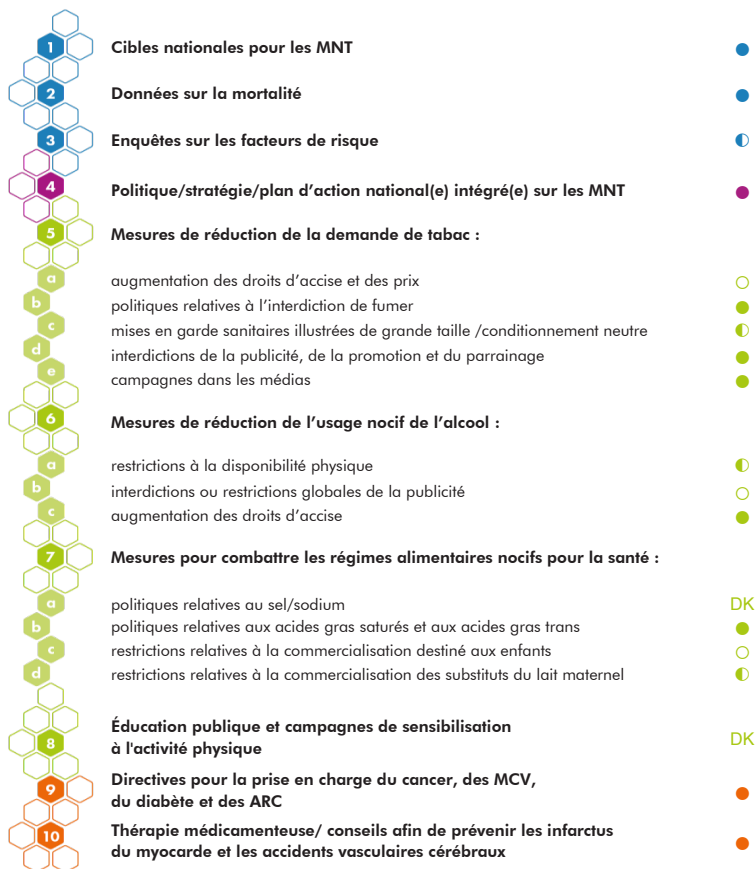 1 Cibles nationales pour les MNT
2 Données sur la mortalité
3 Enquêtes sur les facteurs de risque
4 Politique/stratégie/plan d’action national(e) intégré(e) sur les MNT
5 Mesures de réduction de la demande de tabac :
a augmentation des droits d’accise et des prix
b politiques relatives à l’interdiction de fumer
c mises en garde sanitaires illustrées de grande taille /conditionnement neutre
d interdictions de la publicité, de la promotion et du parrainage
e campagnes dans les médias
6 Mesures de réduction de l’usage nocif de l’alcool :
a restrictions à la disponibilité physique
b interdictions ou restrictions globales de la publicité
c augmentation des droits d’accise
7 Mesures pour combattre les régimes alimentaires nocifs pour la santé :
a politiques relatives au sel/sodium DK
b politiques relatives aux acides gras saturés et aux acides gras trans
c restrictions relatives à la commercialisation destiné aux enfants
d restrictions relatives à la commercialisation des substituts du lait maternel
Éducation publique et campagnes de sensibilisation
8 à l'activité physique DK
9 Directives pour la prise en charge du cancer, des MCV,
du diabète et des ARC
10 Thérapie médicamenteuse/ conseils afin de prévenir les infarctus
du myocarde et les accidents vasculaires cérébraux